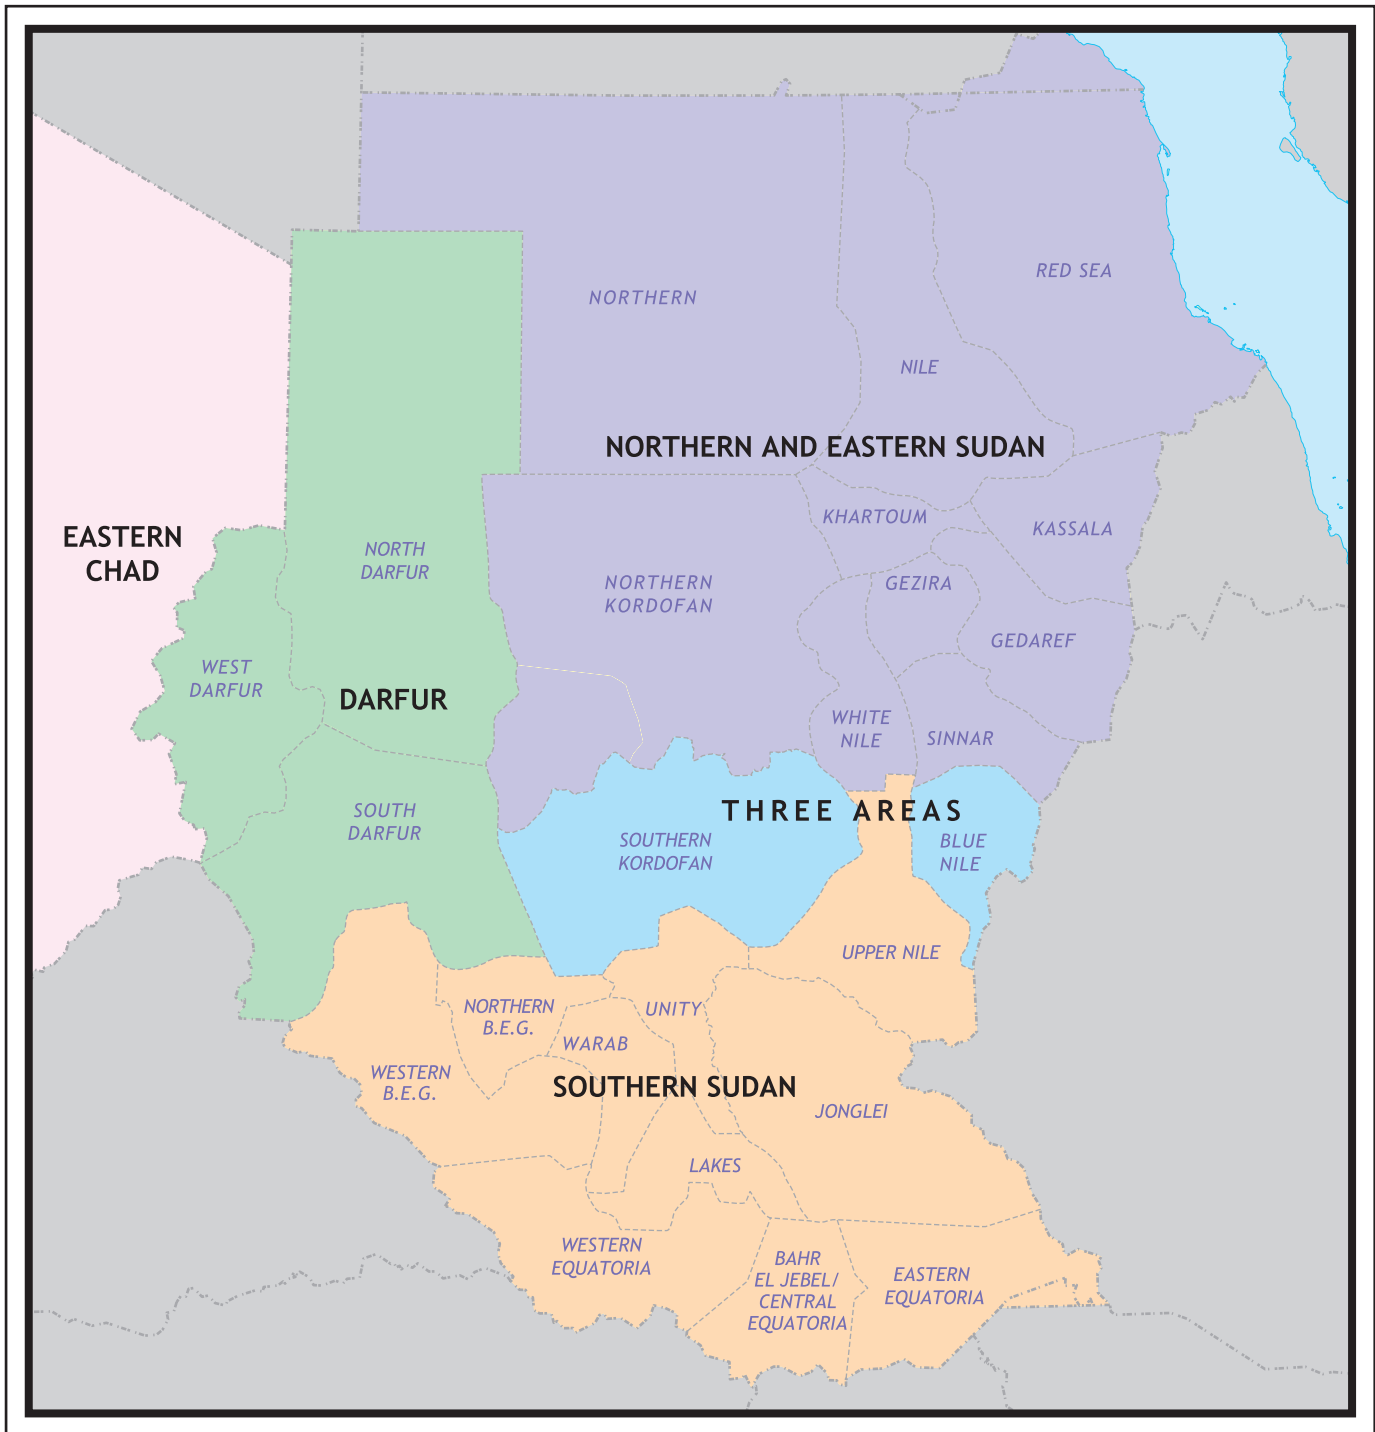 RED SEA
NORTHERN
NILE
NORTHERN AND EASTERN SUDAN
KHARTOUM
KASSALA
EASTERN
CHAD
NORTH
DARFUR
NORTHERN
KORDOFAN
GEZIRA
GEDAREF
WEST
DARFUR
DARFUR
WHITE
NILE
SINNAR
THREE AREAS
SOUTH
DARFUR
SOUTHERN
KORDOFAN
BLUE
NILE
UPPER NILE
NORTHERN
B.E.G.
UNITY
WARAB
WESTERN
B.E.G.
SOUTHERN SUDAN
JONGLEI
LAKES
WESTERN
EQUATORIA
BAHR
EL JEBEL/
CENTRAL
EQUATORIA
EASTERN
EQUATORIA